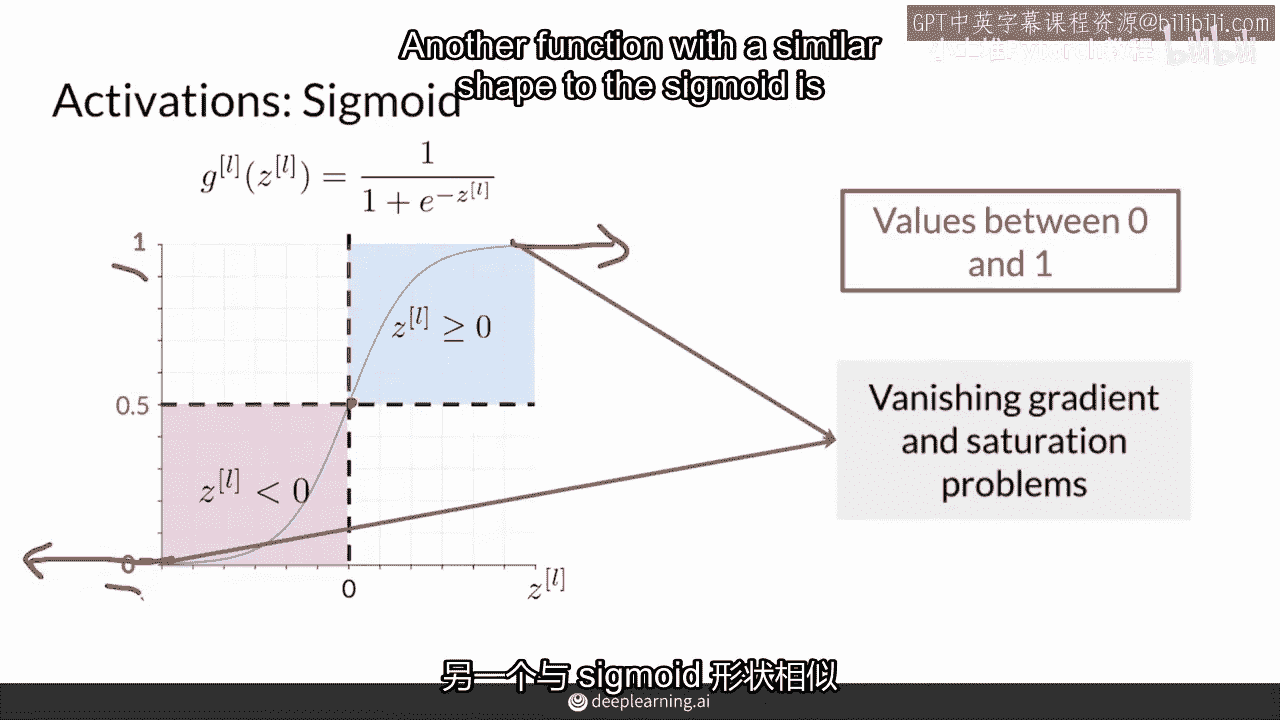 GPT中英字幕课程资源@bilibili.com
Another function with a similar
shape to the sigmoid is
bilibili
Activations: Sigmoid
g^{[l]}(z^{[l]}) = \frac{1}{1 + e^{-z^{[l]}}}
Values between 0
and 1
1
z^{[l]} ≥ 0
0.5
Vanishing gradient
and saturation
problems
z^{[l]} < 0
0
0
z^{[l]}
另一个与 sigmoid 形状相似
deeplearning.ai